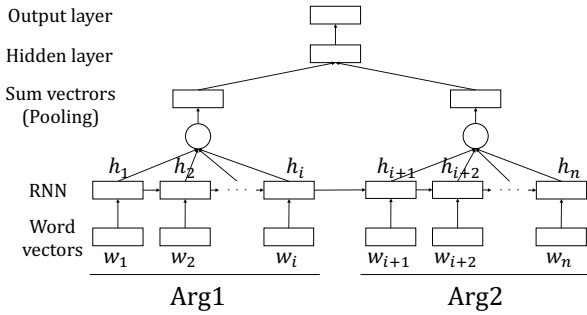 Output layer
Hidden layer
Sum vectrors
(Pooling)
h₁ h₂ hᵢ hᵢ₊₁ hᵢ₊₂ hₙ
RNN · · · · · ·
Word
vectors
w₁ w₂ wᵢ wᵢ₊₁ wᵢ₊₂ wₙ
Arg1 Arg2